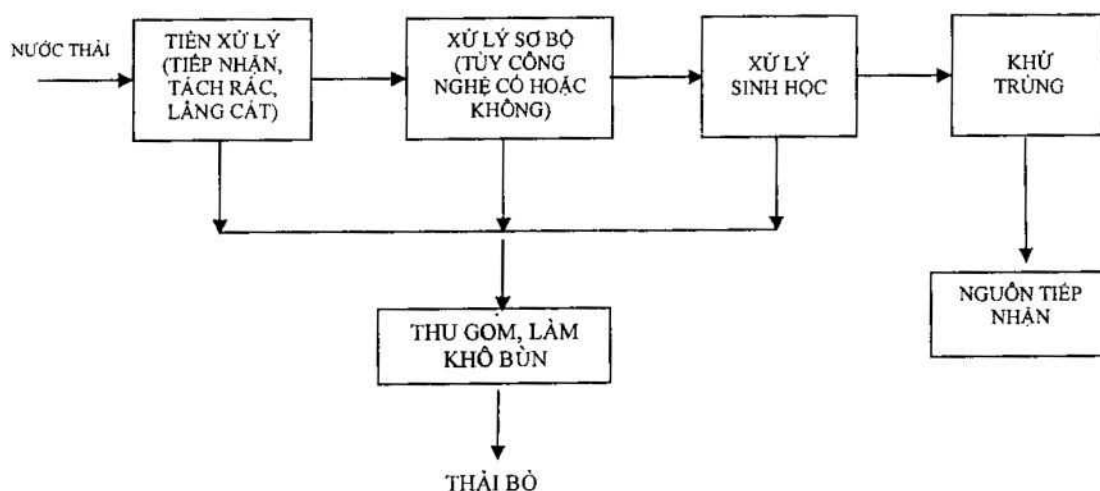 NƯỚC THẢI
TIỀN XỬ LÝ
(TIẾP NHẬN,
TÁCH RÁC,
LẮNG CÁT)
XỬ LÝ SƠ BỘ
(TÙY CÔNG
NGHỆ CÓ HOẶC
KHÔNG)
XỬ LÝ
SINH HỌC
KHỬ
TRÙNG
NGUỒN TIẾP
NHẬN
THU GOM, LÀM
KHÔ BÙN
THẢI BỎ